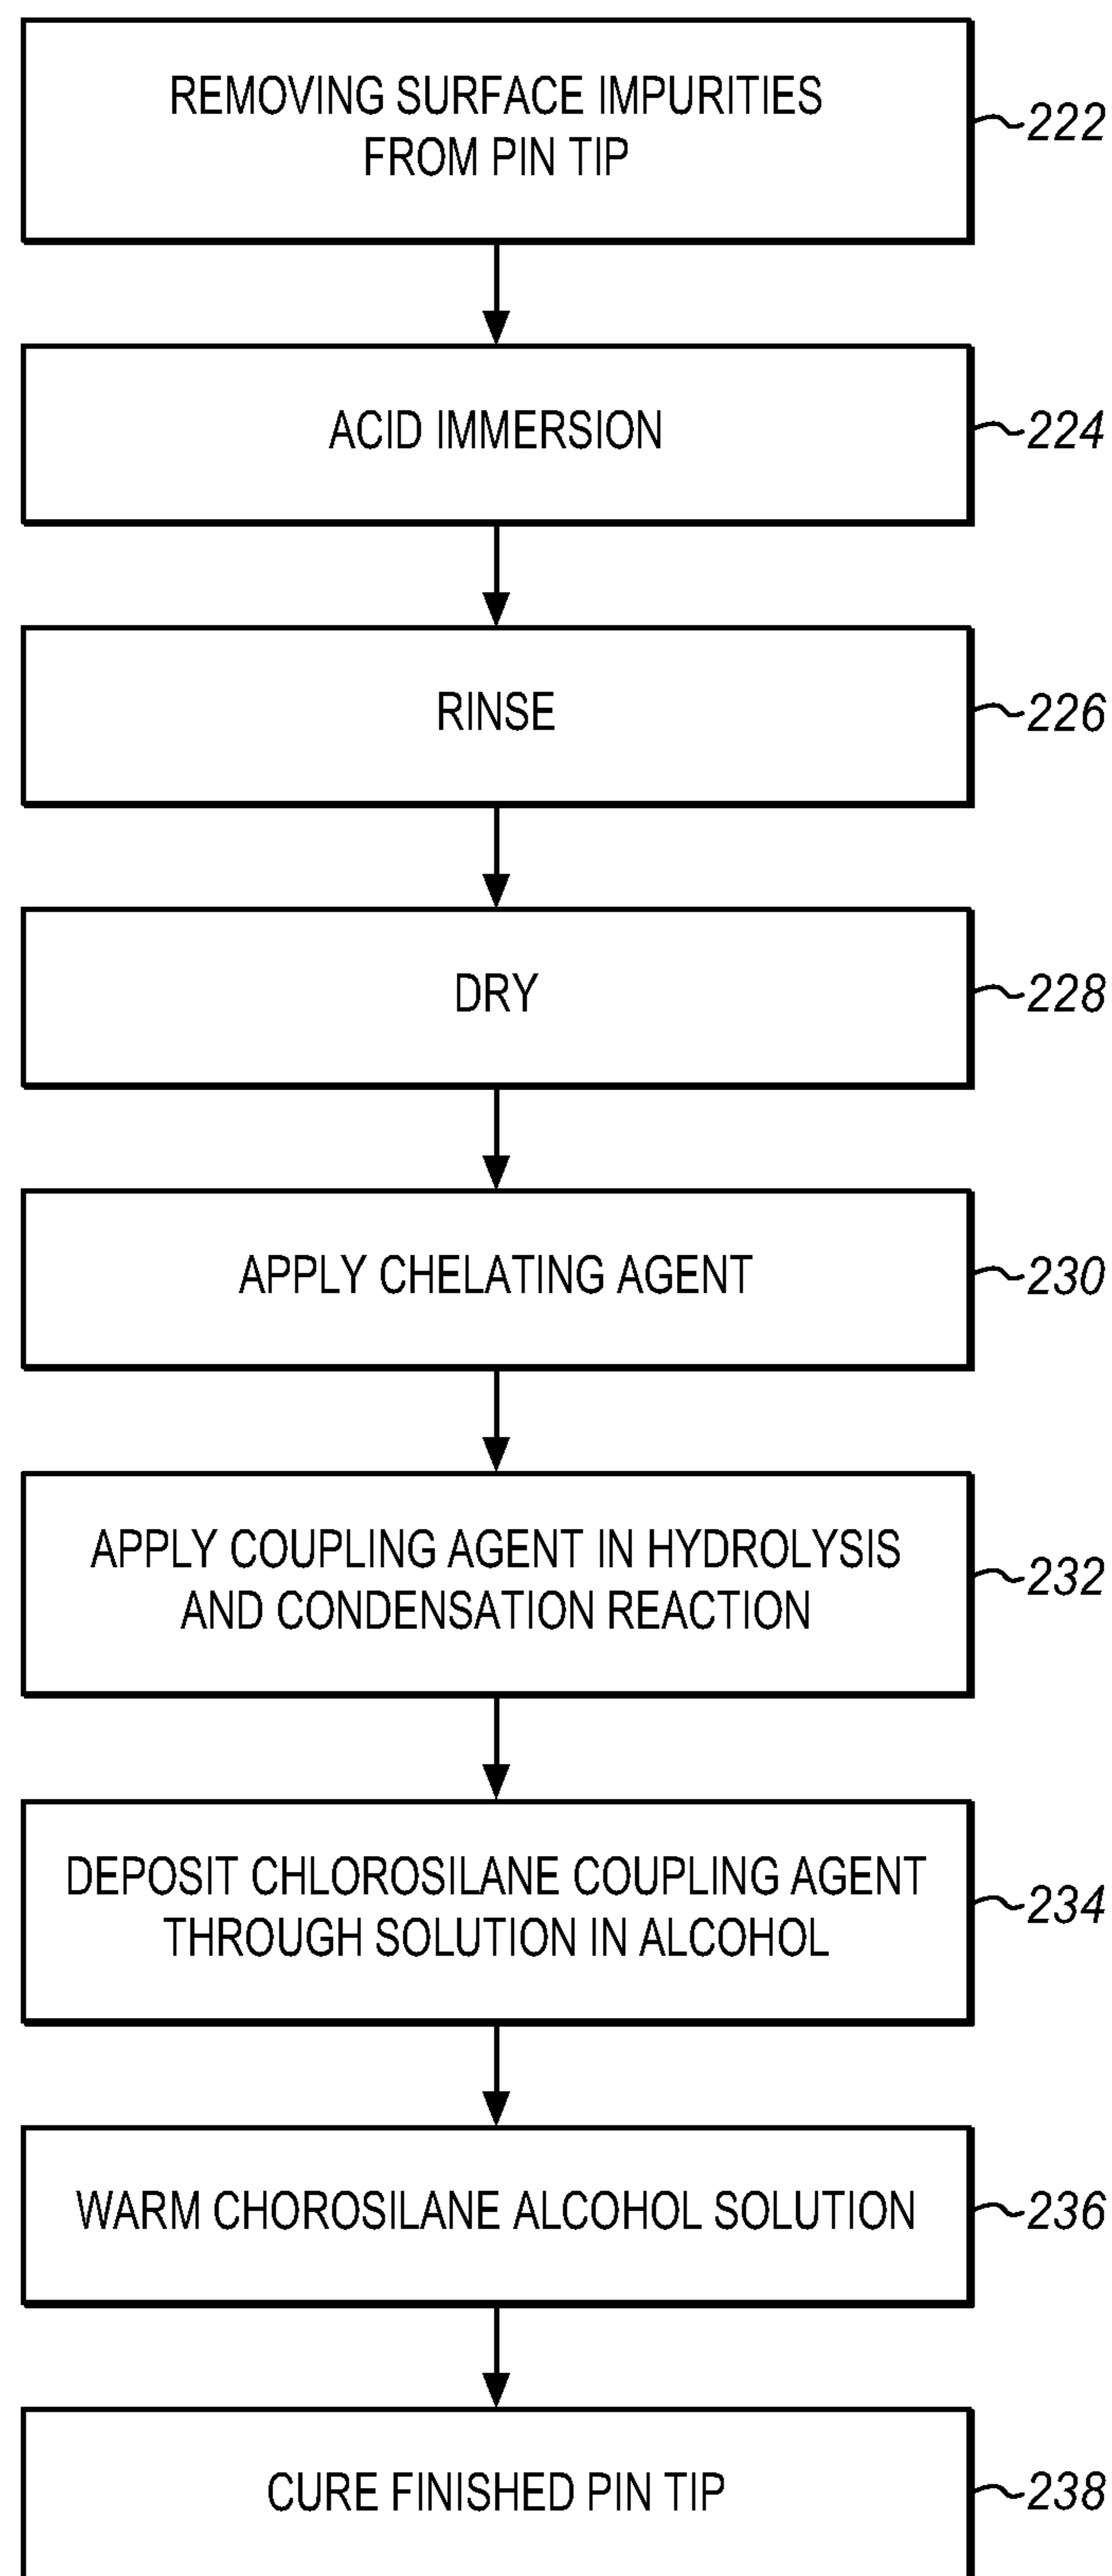 REMOVING SURFACE IMPURITIES
FROM PIN TIP
222
ACID IMMERSION
224
RINSE
226
DRY
228
APPLY CHELATING AGENT
230
APPLY COUPLING AGENT IN HYDROLYSIS
AND CONDENSATION REACTION
232
DEPOSIT CHLOROSILANE COUPLING AGENT
THROUGH SOLUTION IN ALCOHOL
234
WARM CHOROSILANE ALCOHOL SOLUTION
236
CURE FINISHED PIN TIP
238